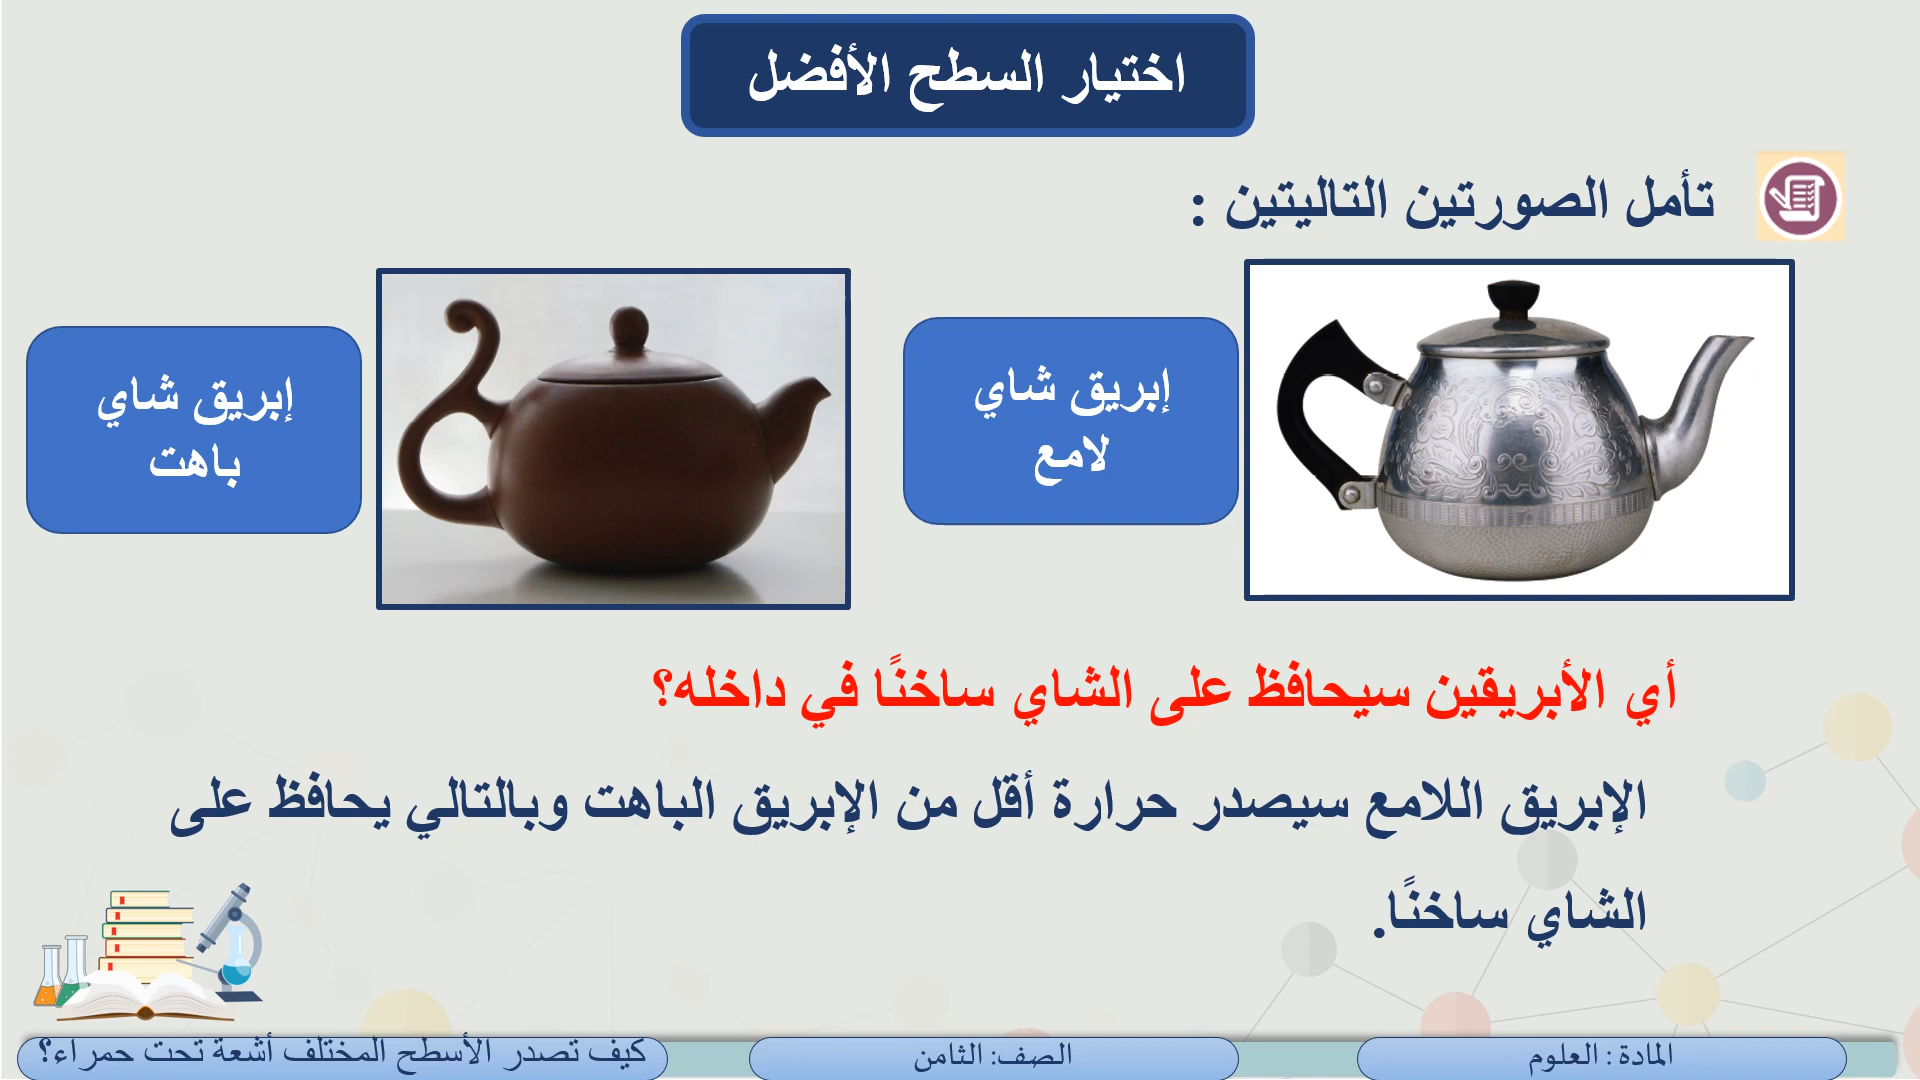 اختيار السطح الأفضل
تأمل الصورتين التاليتين :
إبريق شاي
لامع
إبريق شاي
باهت
أي الأبريقين سيحافظ على الشاي ساخنًا في داخله؟
الإبريق اللامع سيصدر حرارة أقل من الإبريق الباهت وبالتالي يحافظ على
الشاي ساخنًا.
المادة : العلوم
الصف: الثامن
كيف تصدر الأسطح المختلف أشعة تحت حمراء؟